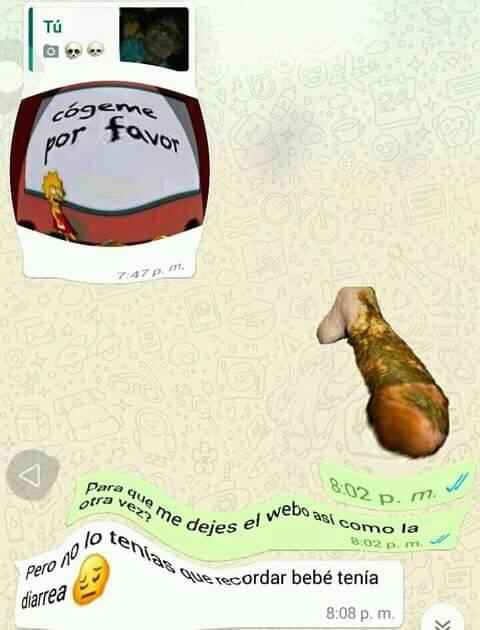 Tú
cógeme
por favor
7:47 p. m.
8:02 p. m.
Para que me dejes el webo así como la
otra vez?
8:02 p. m.
Pero no lo tenías que recordar bebé tenía
diarrea
8:08 p. m.